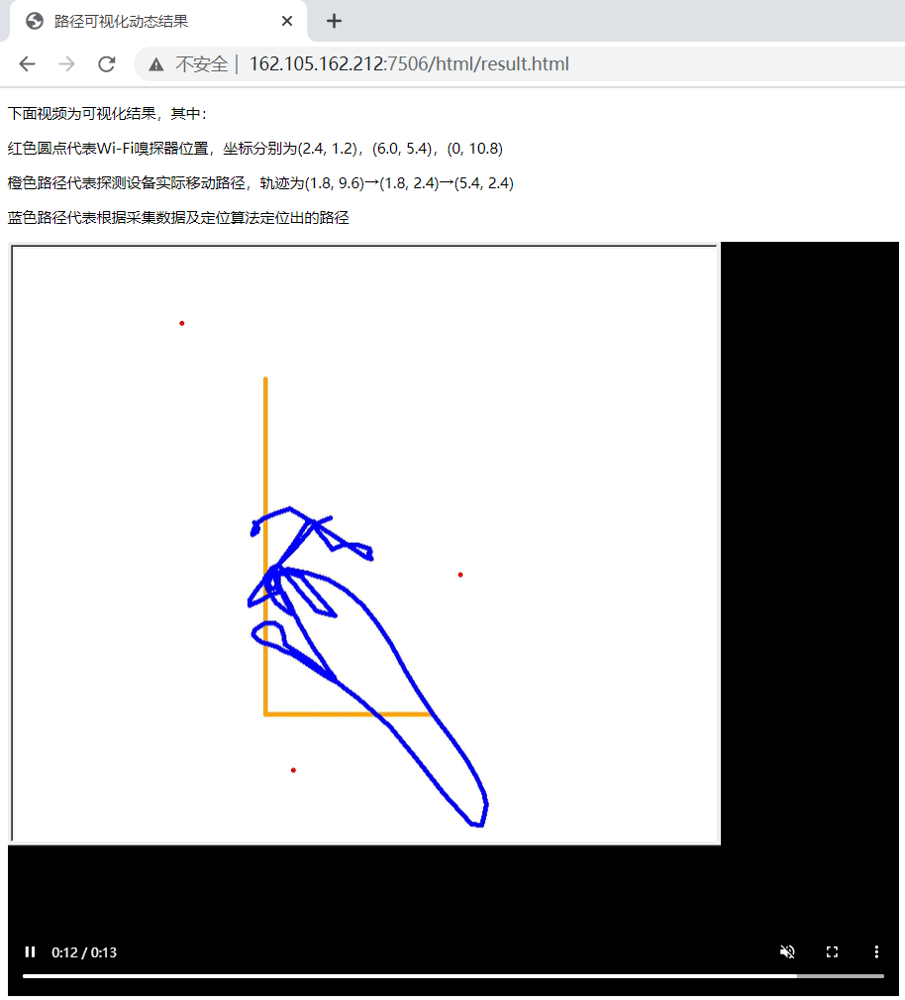 路径可视化动态结果
不安全 | 162.105.162.212:7506/html/result.html
下面视频为可视化结果，其中：
红色圆点代表Wi-Fi嗅探器位置，坐标分别为(2.4, 1.2)，(6.0, 5.4)，(0, 10.8)
橙色路径代表探测设备实际移动路径，轨迹为(1.8, 9.6)→(1.8, 2.4)→(5.4, 2.4)
蓝色路径代表根据采集数据及定位算法定位出的路径
0:12 / 0:13